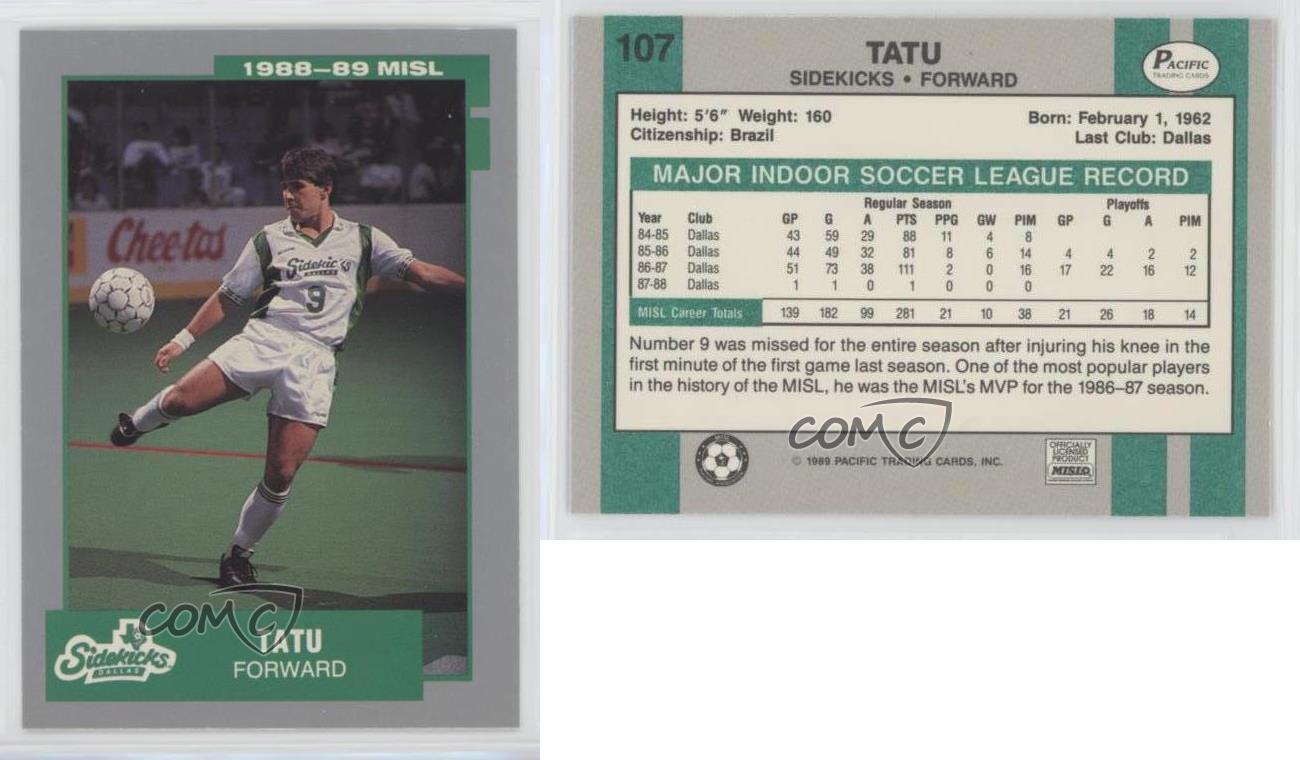 1988–89 MISL
Chee-tos
Sidekicks
DALLAS
9
Sidekicks
DALLAS
TATU
FORWARD
COMC
107
TATU
SIDEKICKS • FORWARD
PACIFIC
TRADING CARDS
Height: 5'6" Weight: 160
Born: February 1, 1962
Citizenship: Brazil
Last Club: Dallas
MAJOR INDOOR SOCCER LEAGUE RECORD
Regular Season Playoffs
Year Club GP G A PTS PPG GW PIM GP G A PIM
84-85 Dallas 43 59 29 88 11 4 8
85-86 Dallas 44 49 32 81 8 6 14 4 4 2 2
86-87 Dallas 51 73 38 111 2 0 16 17 22 16 12
87-88 Dallas 1 1 0 1 0 0 0
MISL Career Totals 139 182 99 281 21 10 38 21 26 18 14
Number 9 was missed for the entire season after injuring his knee in the
first minute of the first game last season. One of the most popular players
in the history of the MISL, he was the MISL's MVP for the 1986–87 season.
COMC
© 1989 PACIFIC TRADING CARDS, INC.
OFFICIALLY
LICENSED
PRODUCT